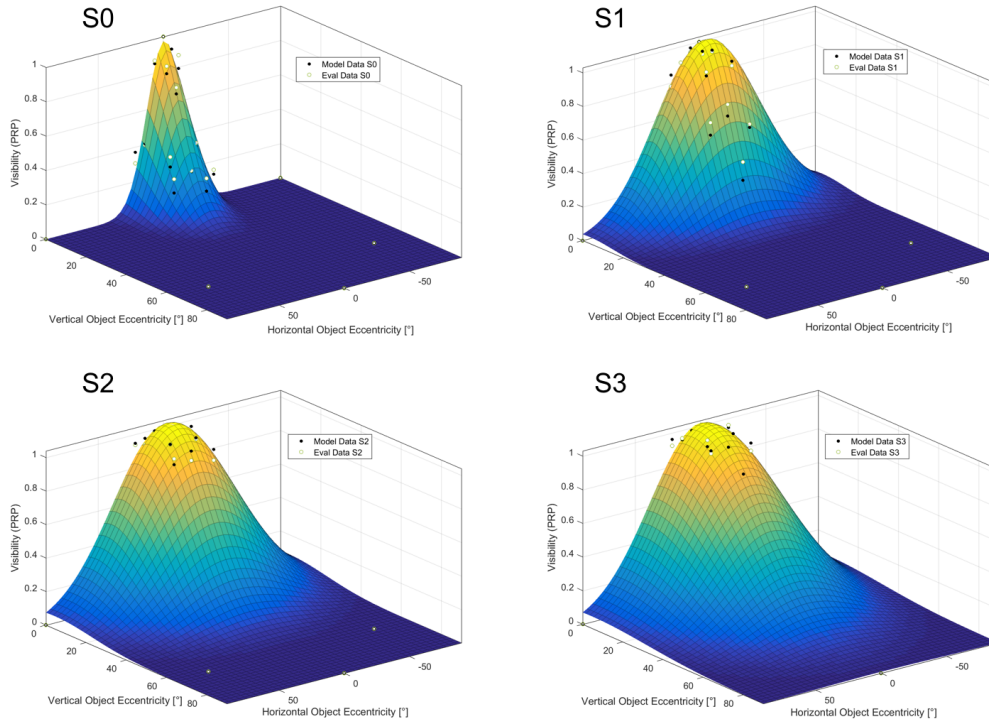 S0
Model Data S0
Eval Data S0
Visibility (PRP)
1
0.8
0.6
0.4
0.2
0
0
20
40
60
80
Vertical Object Eccentricity [°]
50
0
-50
Horizontal Object Eccentricity [°]
S1
Model Data S1
Eval Data S1
Visibility (PRP)
1
0.8
0.6
0.4
0.2
0
0
20
40
60
80
Vertical Object Eccentricity [°]
50
0
-50
Horizontal Object Eccentricity [°]
S2
Model Data S2
Eval Data S2
Visibility (PRP)
1
0.8
0.6
0.4
0.2
0
0
20
40
60
80
Vertical Object Eccentricity [°]
50
0
-50
Horizontal Object Eccentricity [°]
S3
Model Data S3
Eval Data S3
Visibility (PRP)
1
0.8
0.6
0.4
0.2
0
0
20
40
60
80
Vertical Object Eccentricity [°]
50
0
-50
Horizontal Object Eccentricity [°]